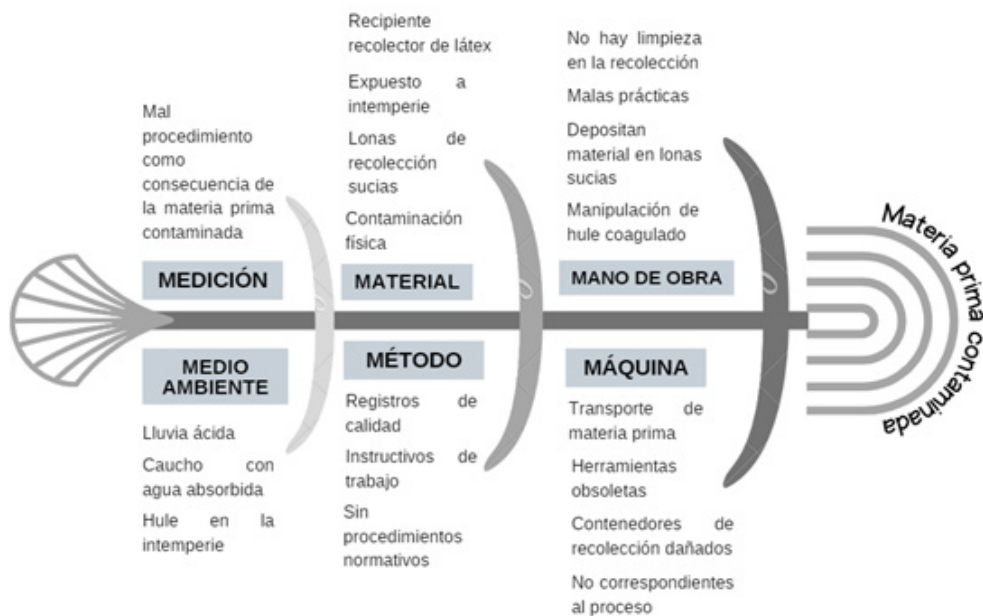 Mal
procedimiento
como
consecuencia de
la materia prima
contaminada
MEDICIÓN
Recipiente
recolector de látex
Expuesto a
intemperie
Lonas de
recolección
sucias
Contaminación
física
MATERIAL
No hay limpieza
en la recolección
Malas prácticas
Depositan
material en lonas
sucias
Manipulación de
hule coagulado
MANO DE OBRA
Materia prima contaminada
MEDIO
AMBIENTE
Lluvia ácida
Caucho con
agua absorbida
Hule en la
intemperie
MÉTODO
Registros de
calidad
Instructivos de
trabajo
Sin
procedimientos
normativos
MÁQUINA
Transporte de
materia prima
Herramientas
obsoletas
Contenedores de
recolección dañados
No correspondientes
al proceso